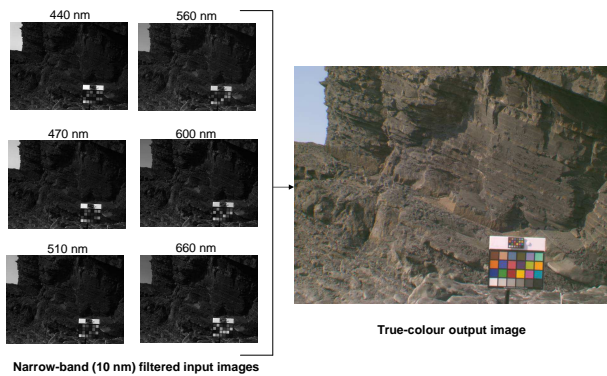 440 nm
560 nm
470 nm
600 nm
510 nm
660 nm
True-colour output image
Narrow-band (10 nm) filtered input images